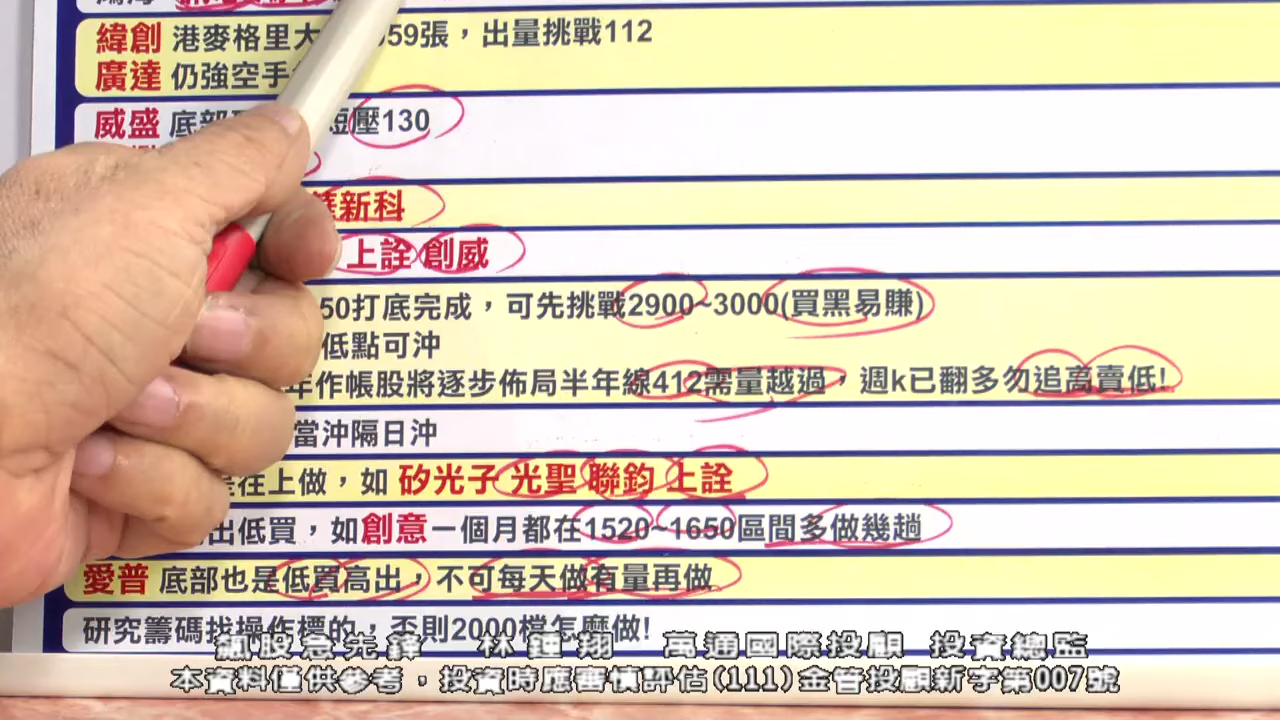 緯創 港麥格里大 959張，出量挑戰112
廣達 仍強空手
威盛 底部 短壓130
華新科
上詮 創威
50打底完成，可先挑戰2900~3000(買黑易賺)
低點可沖
年作帳股將逐步佈局半年線412需量越過，週k已翻多勿追高賣低!
當沖隔日沖
是往上做，如 矽光子 光聖 聯鈞 上詮
出低買，如創意一個月都在1520~1650區間多做幾趟
愛普 底部也是低買高出，不可每天做有量再做
研究籌碼找操作標的，否則2000檔怎麼做!
飆股急先鋒 林鍾翔 萬通國際投顧 投資總監
本資料僅供參考，投資時應審慎評估(111)金管投顧新字第007號